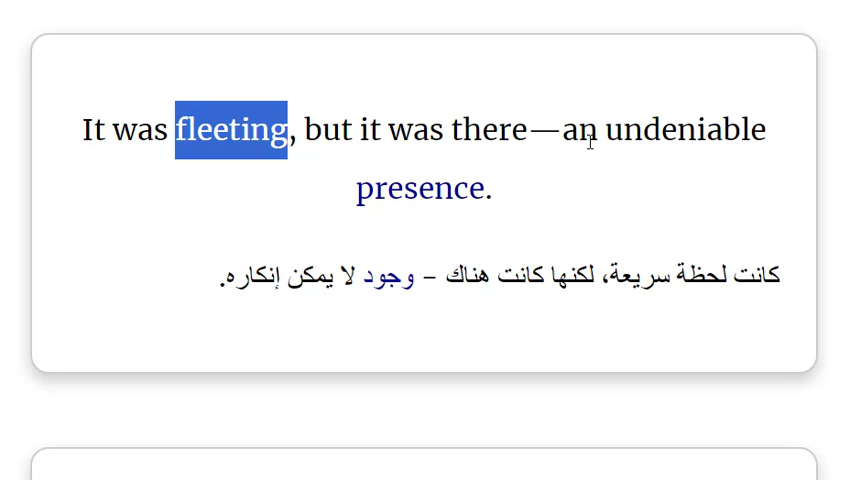 It was fleeting, but it was there—an undeniable
presence.
كانت لحظة سريعة، لكنها كانت هناك – وجود لا يمكن إنكاره.